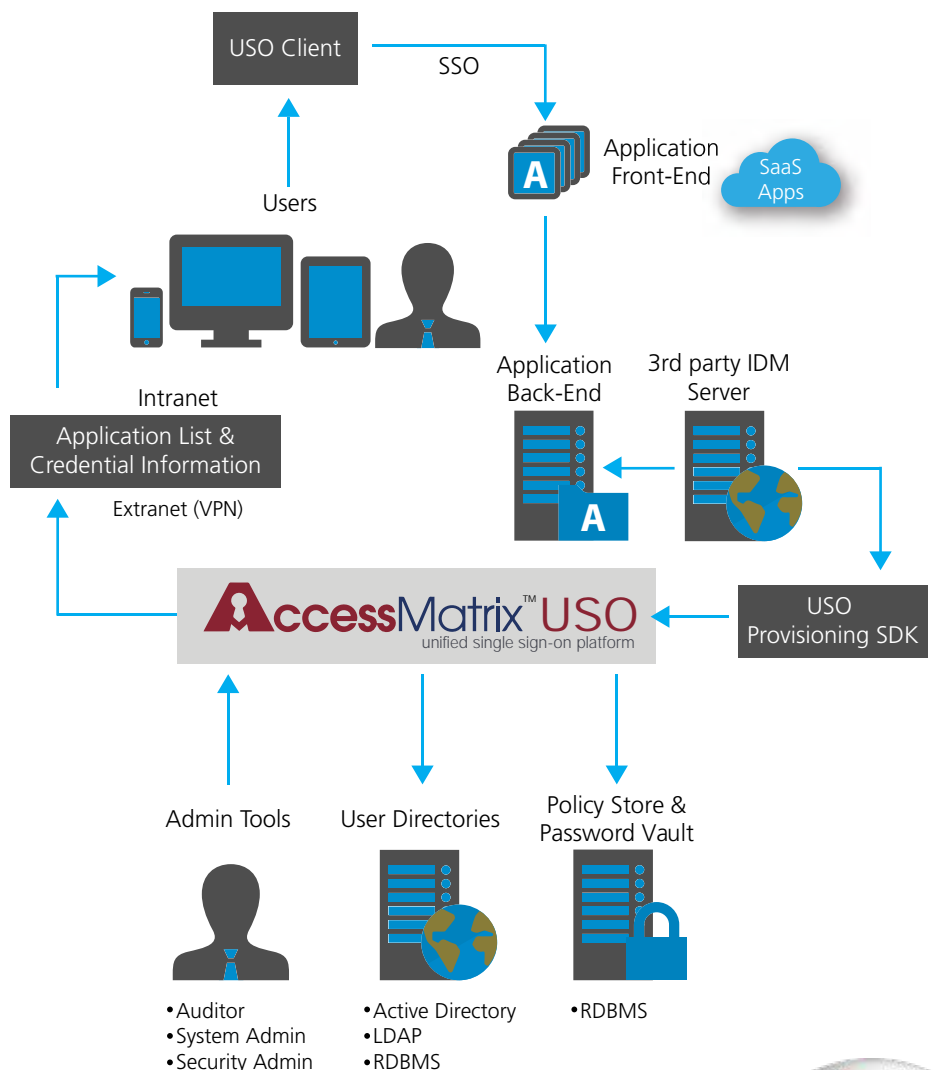 USO Client
SSO
Application
Front-End
A
SaaS
Apps
Users
Application
Back-End
3rd party IDM
Server
A
Intranet
Application List &
Credential Information
Extranet (VPN)
AccessMatrix™ USO
unified single sign-on platform
USO
Provisioning SDK
Admin Tools
User Directories
Policy Store &
Password Vault
•Auditor
•System Admin
•Security Admin
•Active Directory
•LDAP
•RDBMS
•RDBMS